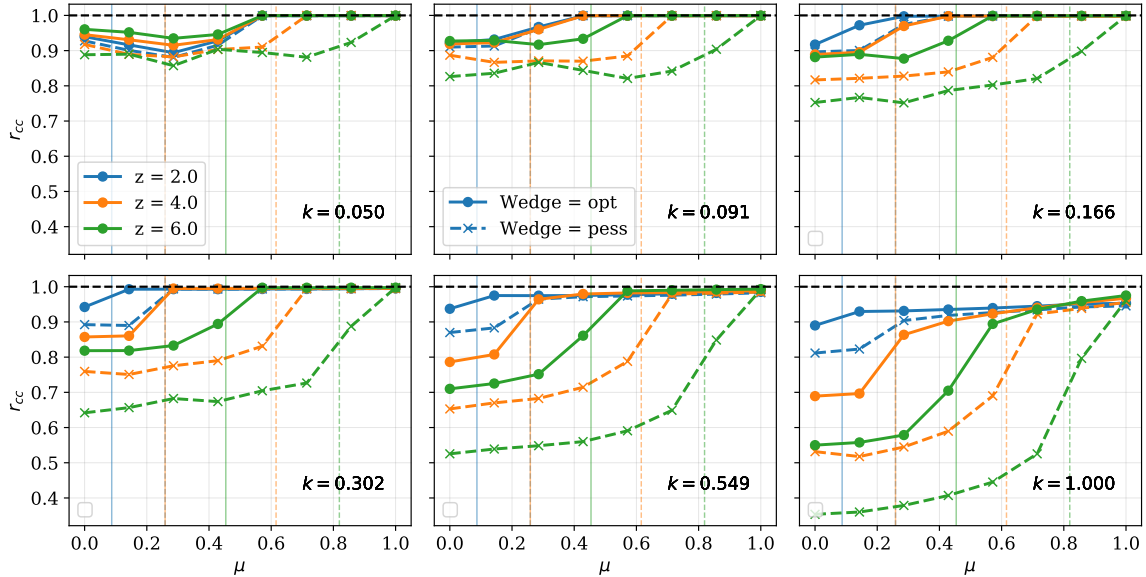 1.0
0.9
0.8
0.7
0.6
0.5
0.4
r_cc
z = 2.0
z = 4.0
z = 6.0
k = 0.050
Wedge = opt
Wedge = pess
k = 0.091
k = 0.166
1.0
0.9
0.8
0.7
0.6
0.5
0.4
r_cc
k = 0.302
k = 0.549
k = 1.000
0.0 0.2 0.4 0.6 0.8 1.0
0.0 0.2 0.4 0.6 0.8 1.0
0.0 0.2 0.4 0.6 0.8 1.0
μ
μ
μ